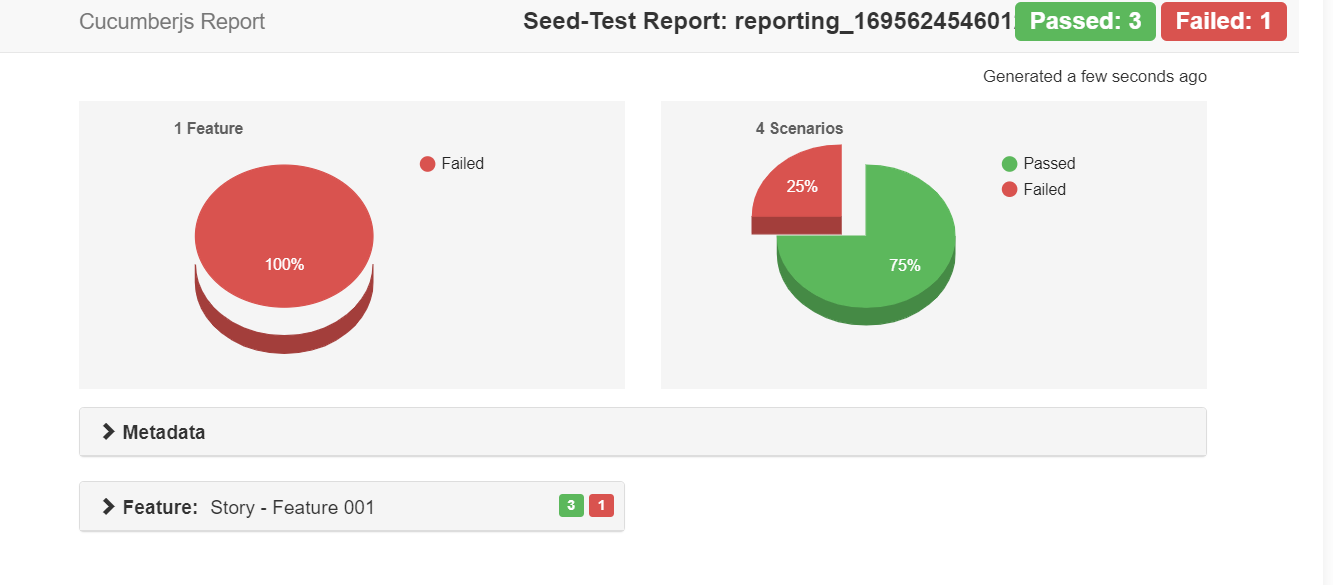 Cucumberjs Report
Seed-Test Report: reporting_169562454601
Passed: 3
Failed: 1
Generated a few seconds ago
1 Feature
Failed
100%
4 Scenarios
Passed
Failed
25%
75%
Metadata
Feature: Story - Feature 001
3 1